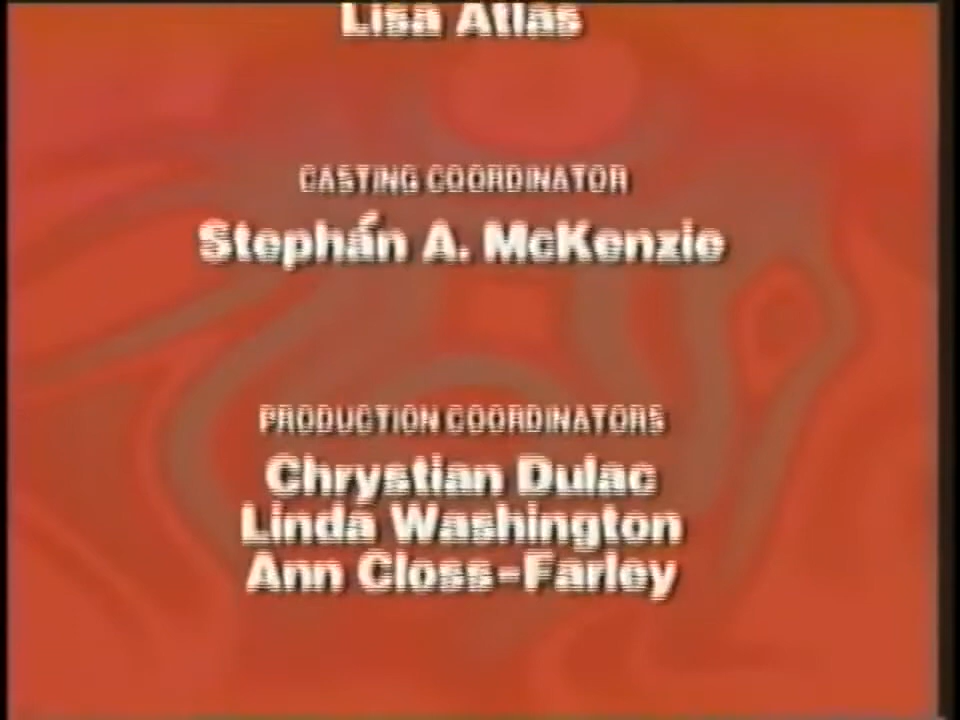 Lisa Atlas
CASTING COORDINATOR
Stephán A. McKenzie
PRODUCTION COORDINATORS
Chrystian Dulac
Linda Washington
Ann Closs-Farley